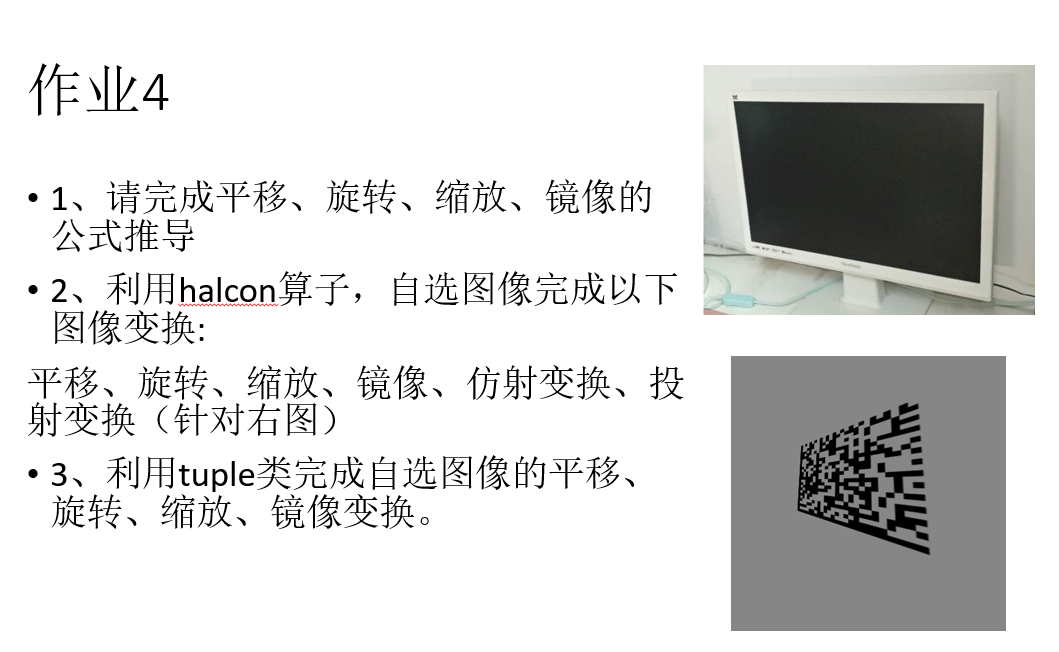 作业4
• 1、请完成平移、旋转、缩放、镜像的
公式推导
• 2、利用halcon算子，自选图像完成以下
图像变换:
平移、旋转、缩放、镜像、仿射变换、投
射变换（针对右图）
• 3、利用tuple类完成自选图像的平移、
旋转、缩放、镜像变换。